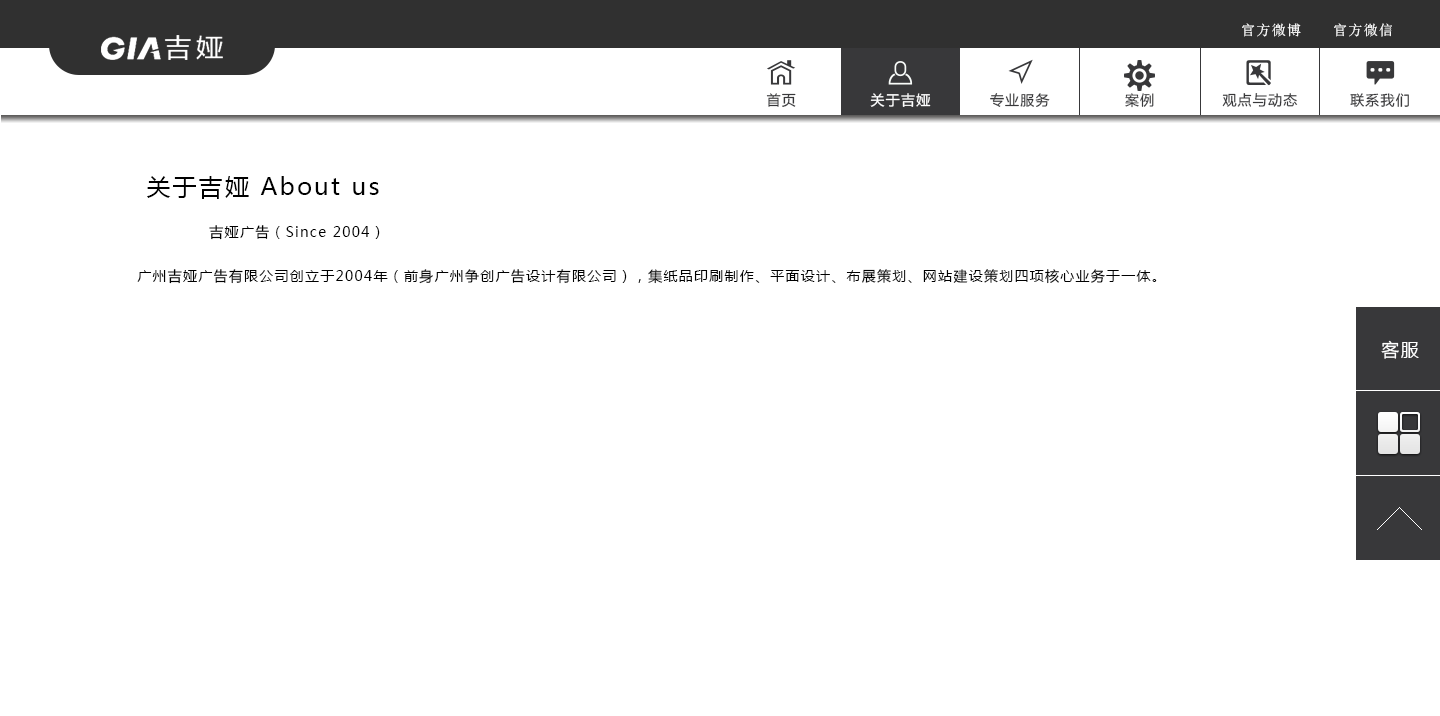 官方微博 官方微信
GIA吉娅
首页 关于吉娅 专业服务 案例 观点与动态 联系我们
关于吉娅 About us
吉娅广告（Since 2004）
广州吉娅广告有限公司创立于2004年（前身广州争创广告设计有限公司），集纸品印刷制作、平面设计、布展策划、网站建设策划四项核心业务于一体。
客服